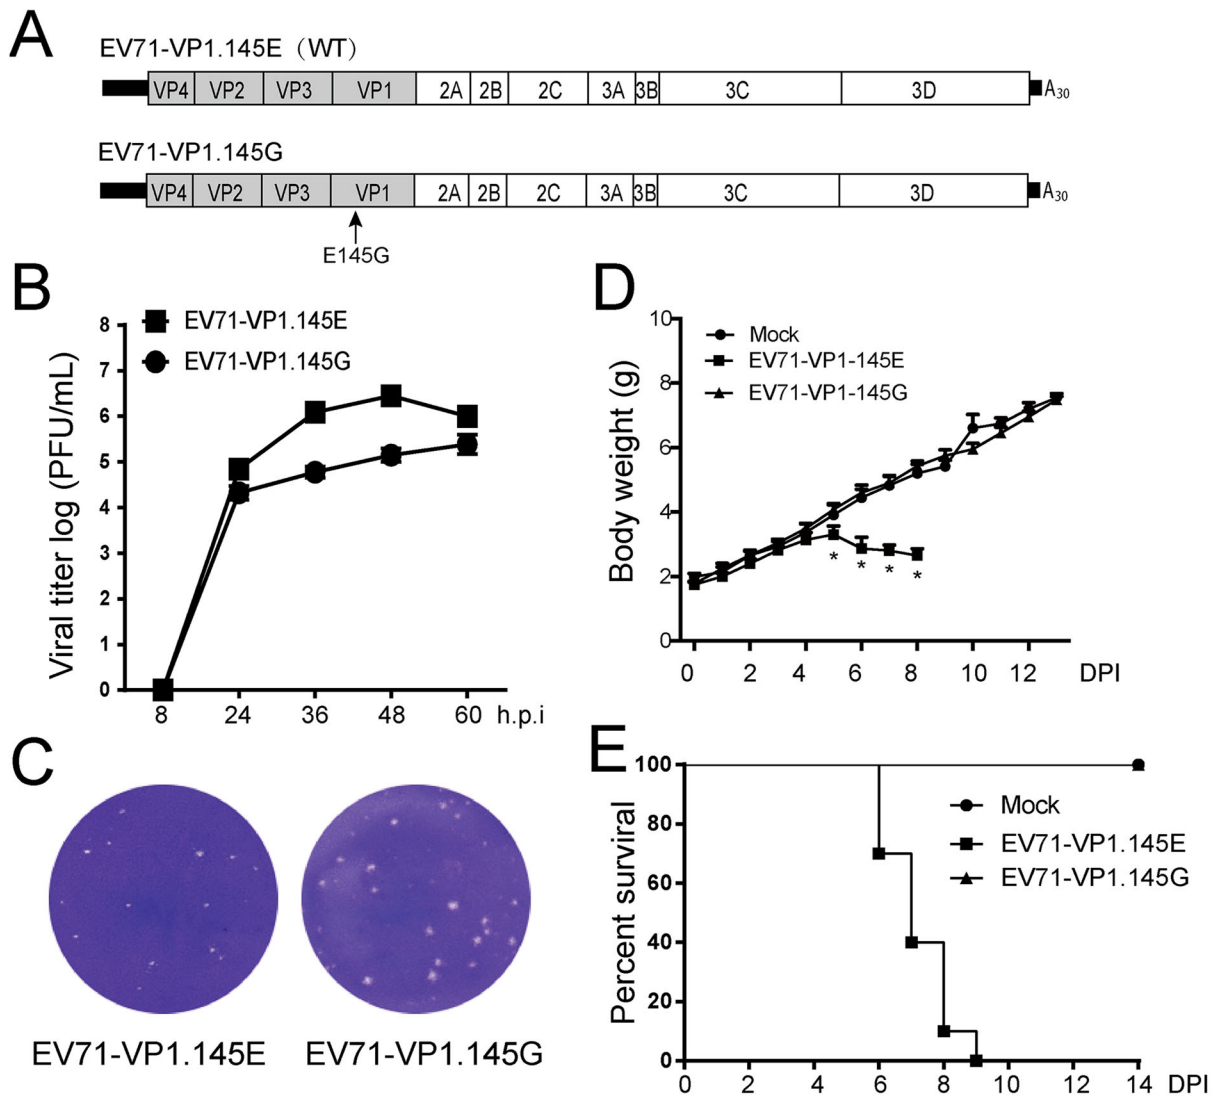 A
EV71-VP1.145E (WT)
VP4 VP2 VP3 VP1 2A 2B 2C 3A 3B 3C 3D A30
EV71-VP1.145G
VP4 VP2 VP3 VP1 2A 2B 2C 3A 3B 3C 3D A30
E145G
B
EV71-VP1.145E
EV71-VP1.145G
Viral titer log (PFU/mL)
8
7
6
5
4
3
2
1
0
8 24 36 48 60 h.p.i
C
EV71-VP1.145E EV71-VP1.145G
D
Mock
EV71-VP1-145E
EV71-VP1-145G
Body weight (g)
10
8
6
4
2
0
* * * *
0 2 4 6 8 10 12 DPI
E
Mock
EV71-VP1.145E
EV71-VP1.145G
Percent surviral
100
80
60
40
20
0
0 2 4 6 8 10 12 14 DPI